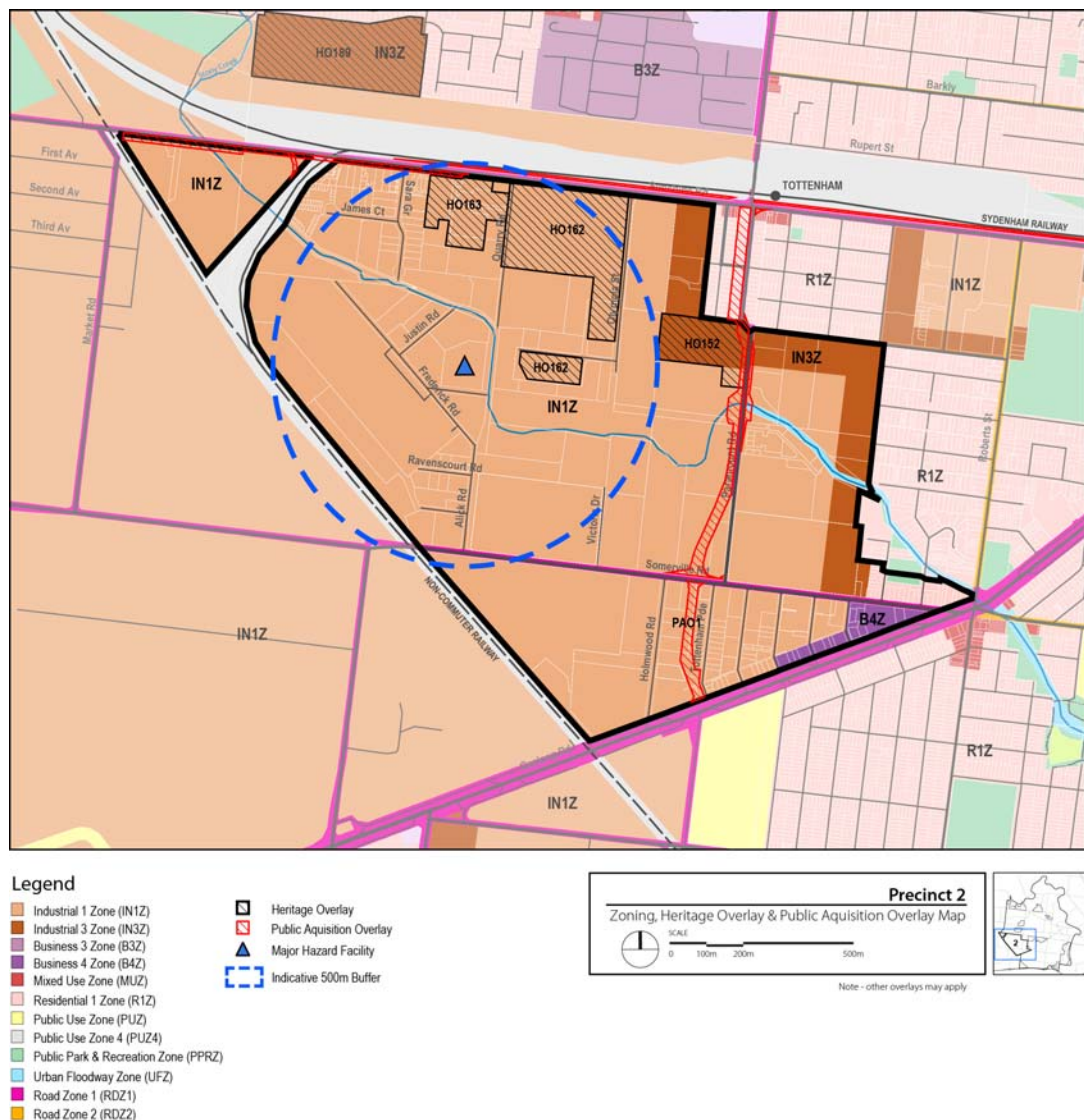 HO189
IN3Z
B3Z
Barkly
Rupert St
First Av
Second Av
Third Av
Market Rd
IN1Z
James Ct
Sara Gr
HO163
Quarry Rd
HO162
TOTTENHAM
SYDENHAM RAILWAY
R1Z
IN1Z
Justin Rd
Frederick Rd
HO162
HO152
IN3Z
IN1Z
Ravenscourt Rd
Alick Rd
Victoria Dr
Roberts St
R1Z
Somerville Rd
NON-COMMUTER RAILWAY
IN1Z
PAO1
Holmwood Rd
Tottenham Pde
B4Z
R1Z
IN1Z
Legend
Industrial 1 Zone (IN1Z)
Industrial 3 Zone (IN3Z)
Business 3 Zone (B3Z)
Business 4 Zone (B4Z)
Mixed Use Zone (MUZ)
Residential 1 Zone (R1Z)
Public Use Zone (PUZ)
Public Use Zone 4 (PUZ4)
Public Park & Recreation Zone (PPRZ)
Urban Floodway Zone (UFZ)
Road Zone 1 (RDZ1)
Road Zone 2 (RDZ2)
Heritage Overlay
Public Aquisition Overlay
Major Hazard Facility
Indicative 500m Buffer
Precinct 2
Zoning, Heritage Overlay & Public Aquisition Overlay Map
SCALE
0 100m 200m 500m
Note - other overlays may apply
2